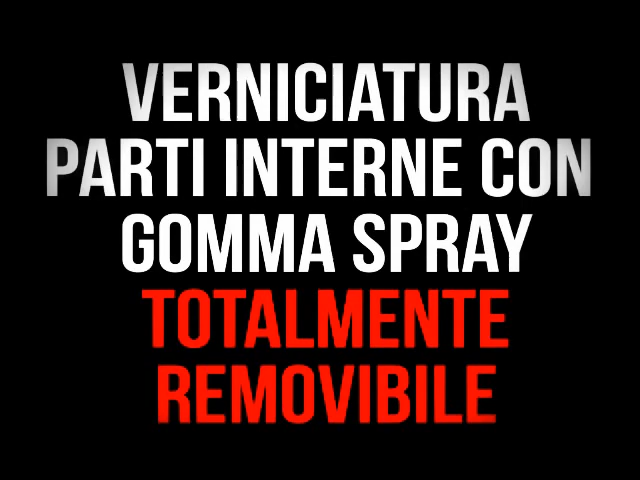 VERNICIATURA
PARTI INTERNE CON
GOMMA SPRAY
TOTALMENTE
REMOVIBILE